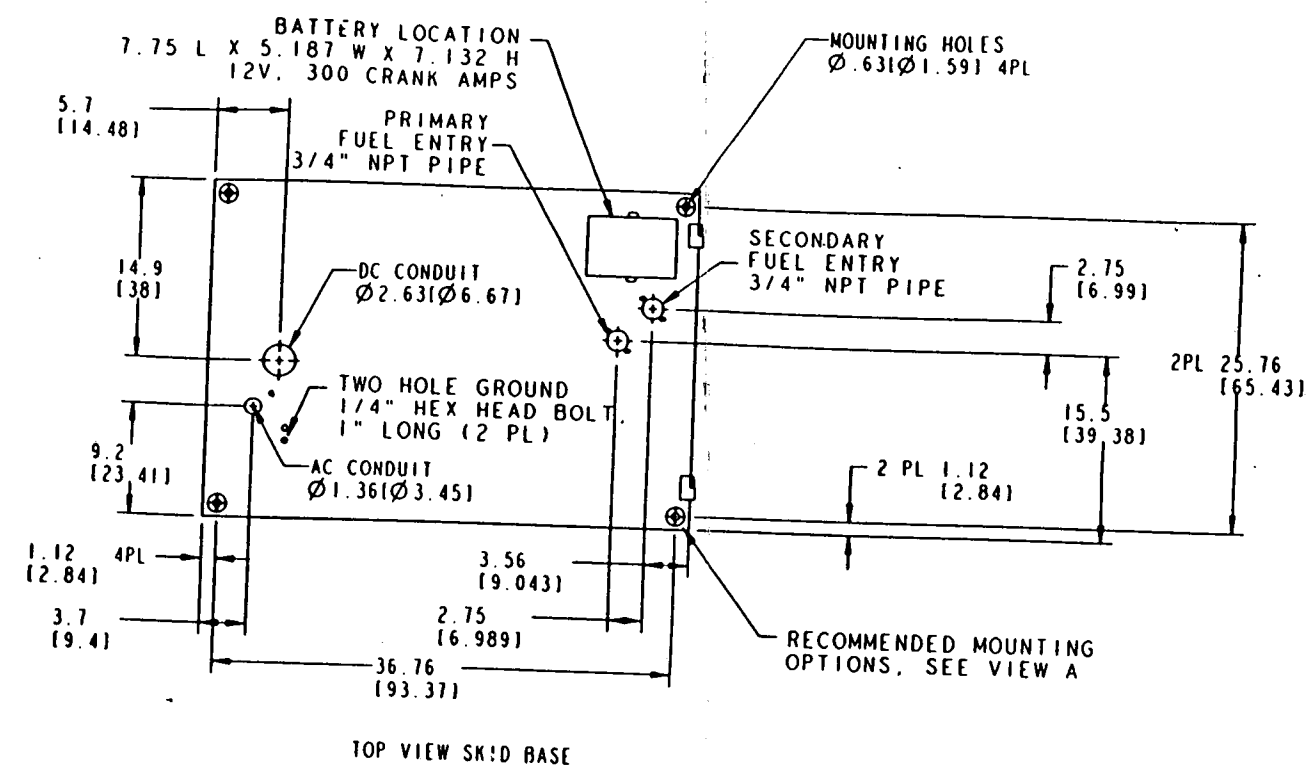 BATTERY LOCATION
7.75 L X 5.187 W X 7.132 H
12V, 300 CRANK AMPS
MOUNTING HOLES
Ø.63[Ø1.59] 4PL
5.7
[14.48]
PRIMARY
FUEL ENTRY
3/4" NPT PIPE
SECONDARY
FUEL ENTRY
3/4" NPT PIPE
14.9
[38]
DC CONDUIT
Ø2.63[Ø6.67]
2.75
[6.99]
2PL 25.76
[65.43]
TWO HOLE GROUND
1/4" HEX HEAD BOLT.
1" LONG (2 PL)
15.5
[39.38]
9.2
[23.41]
AC CONDUIT
Ø1.36[Ø3.45]
2 PL 1.12
[2.84]
1.12 4PL
[2.84]
3.56
[9.043]
3.7
[9.4]
2.75
[6.989]
36.76
[93.37]
RECOMMENDED MOUNTING
OPTIONS, SEE VIEW A
TOP VIEW SKID BASE